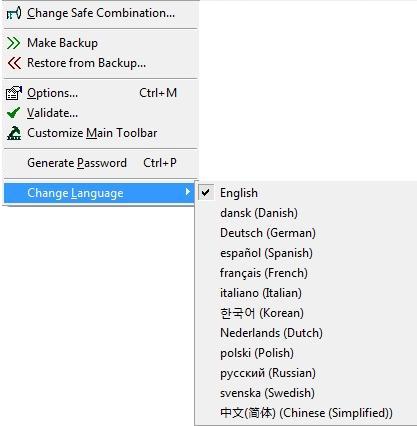 Change Safe Combination...
Make Backup
Restore from Backup...
Options... Ctrl+M
Validate...
Customize Main Toolbar
Generate Password Ctrl+P
Change Language
English
dansk (Danish)
Deutsch (German)
español (Spanish)
français (French)
italiano (Italian)
한국어 (Korean)
Nederlands (Dutch)
polski (Polish)
русский (Russian)
svenska (Swedish)
中文(简体) (Chinese (Simplified))